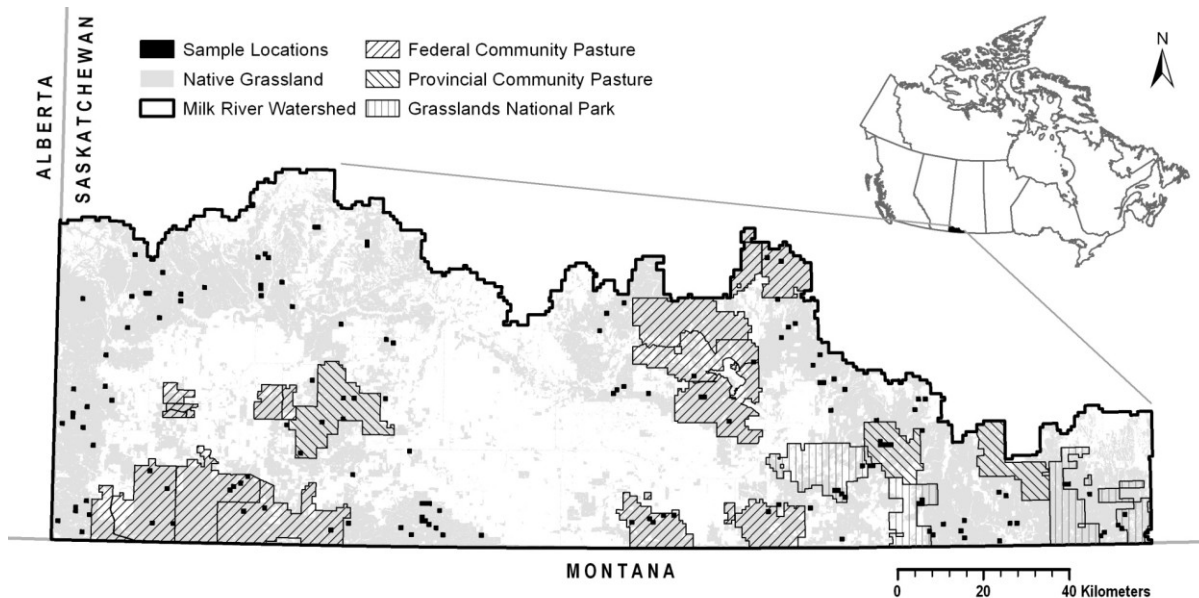 ALBERTA
SASKATCHEWAN
Sample Locations
Native Grassland
Milk River Watershed
Federal Community Pasture
Provincial Community Pasture
Grasslands National Park
N
MONTANA
0 20 40 Kilometers